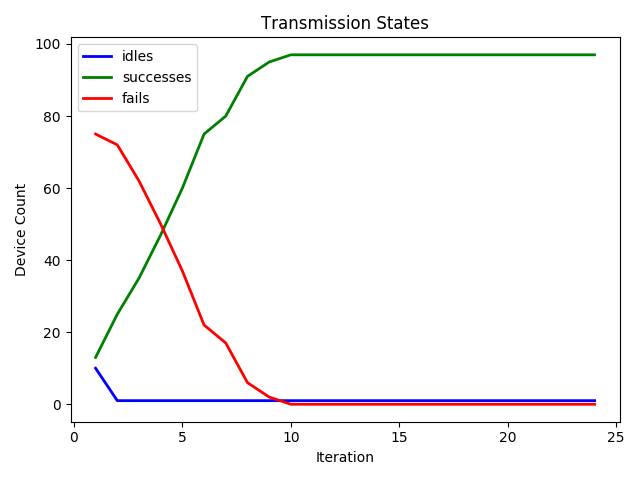 Transmission States
idles
successes
fails
100
80
60
40
20
0
Device Count
0 5 10 15 20 25
Iteration